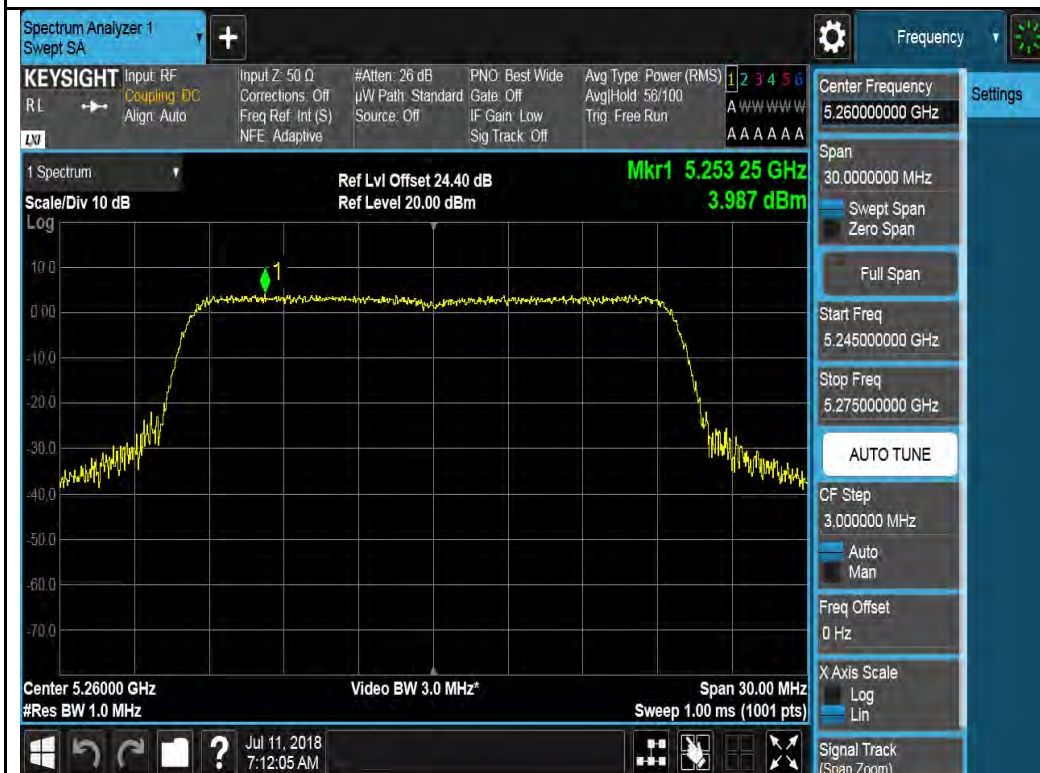 Spectrum Analyzer 1
Swept SA
+
Frequency
KEYSIGHT
RL
LXI
Input: RF
Coupling: DC
Align: Auto
Input Z: 50 Ω
Corrections: Off
Freq Ref: Int (S)
NFE: Adaptive
#Atten: 26 dB
µW Path: Standard
Source: Off
PNO: Best Wide
Gate: Off
IF Gain: Low
Sig Track: Off
Avg Type: Power (RMS)
Avg|Hold: 56/100
Trig: Free Run
1 2 3 4 5 6
A W W W W W
A A A A A A
1 Spectrum
Scale/Div 10 dB
Log
Ref Lvl Offset 24.40 dB
Ref Level 20.00 dBm
Mkr1 5.253 25 GHz
3.987 dBm
1
10.0
0.00
-10.0
-20.0
-30.0
-40.0
-50.0
-60.0
-70.0
Center 5.26000 GHz
#Res BW 1.0 MHz
Video BW 3.0 MHz*
Span 30.00 MHz
Sweep 1.00 ms (1001 pts)
?
Jul 11, 2018
7:12:05 AM
Center Frequency
5.260000000 GHz
Settings
Span
30.0000000 MHz
Swept Span
Zero Span
Full Span
Start Freq
5.245000000 GHz
Stop Freq
5.275000000 GHz
AUTO TUNE
CF Step
3.000000 MHz
Auto
Man
Freq Offset
0 Hz
X Axis Scale
Log
Lin
Signal Track
(Span Zoom)